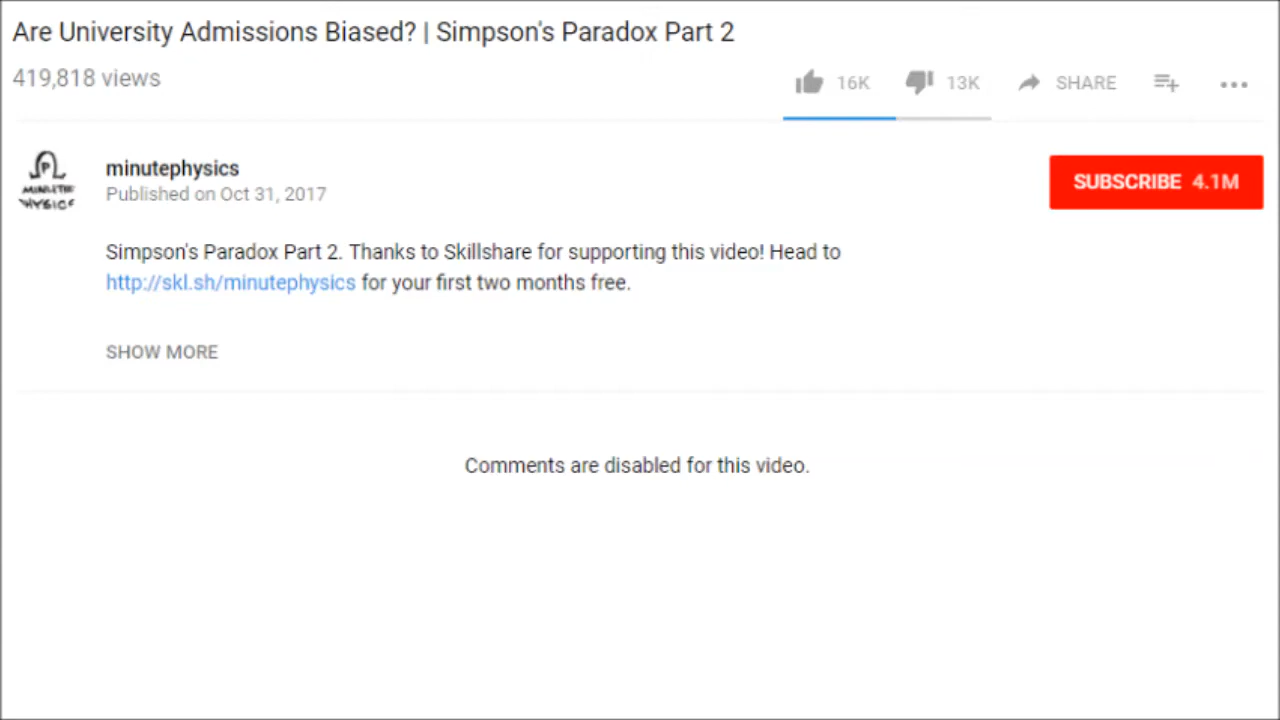 Are University Admissions Biased? | Simpson's Paradox Part 2
419,818 views
16K 13K SHARE
MINUTE PHYSICS
minutephysics
Published on Oct 31, 2017
SUBSCRIBE 4.1M
Simpson's Paradox Part 2. Thanks to Skillshare for supporting this video! Head to
http://skl.sh/minutephysics for your first two months free.
SHOW MORE
Comments are disabled for this video.